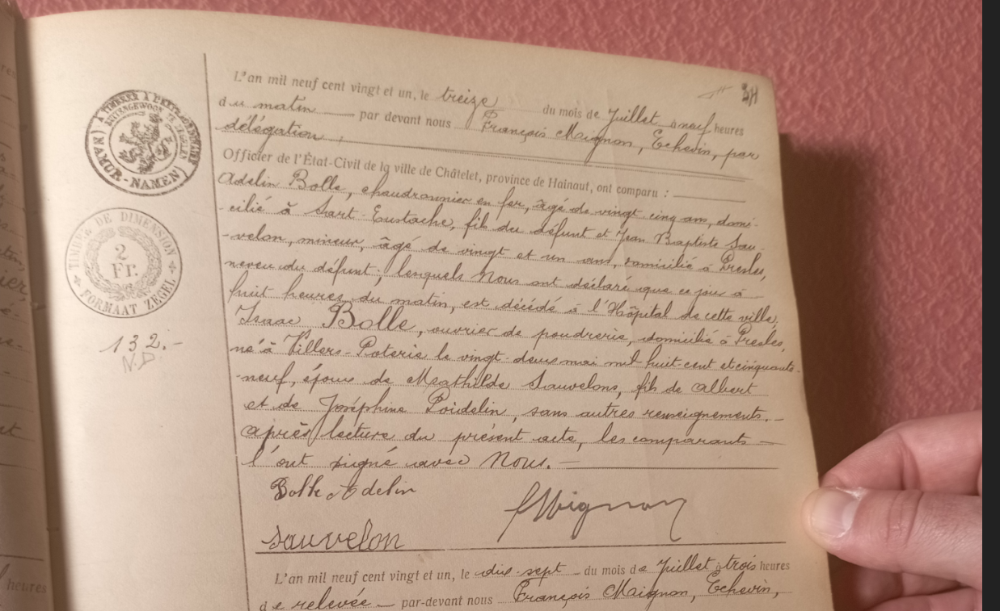 34
A TIMBRER A L'EXTRAORDINAIRE
BUITENGEWOON TE ZEGELEN
(NAMUR-NAMEN)
TIMBRE DE DIMENSION
2
Fr.
FORMAAT ZEGEL
132.-
N.D.
L'an mil neuf cent vingt et un, le treize du mois de Juillet à neuf heures
du matin — par devant nous François Maignon, Echevin, par
délégation,
Officier de l'État-Civil de la ville de Châtelet, province de Hainaut, ont comparu :
Adelin Bolle, chaudronnier en fer, âgé de vingt cinq ans, domi-
-cilié à Sart-Eustache, fils du défunt et Jean Baptiste Sau-
-velon, mineur, âgé de vingt et un ans, domicilié à Presles,
neveu du défunt ; lesquels Nous ont déclaré que ce jour à
huit heures du matin, est décédé à l'Hôpital de cette ville,
Isaac Bolle, ouvrier de poudrerie, domicilié à Presles,
né à Villers-Poterie le vingt-deux mai mil huit-cent et cinquante-
-neuf, époux de Mathilde Sauvelons, fils de Albert
et de Joséphine Poidelin, sans autres renseignements.-
Après lecture du présent acte, les comparants —
l'ont signé avec Nous. —
Bolle Adelin
Sauvelon
L'an mil neuf cent vingt et un, le dix-sept — du mois de Juillet à trois heures
de relevée — par-devant nous François Maignon, Echevin,